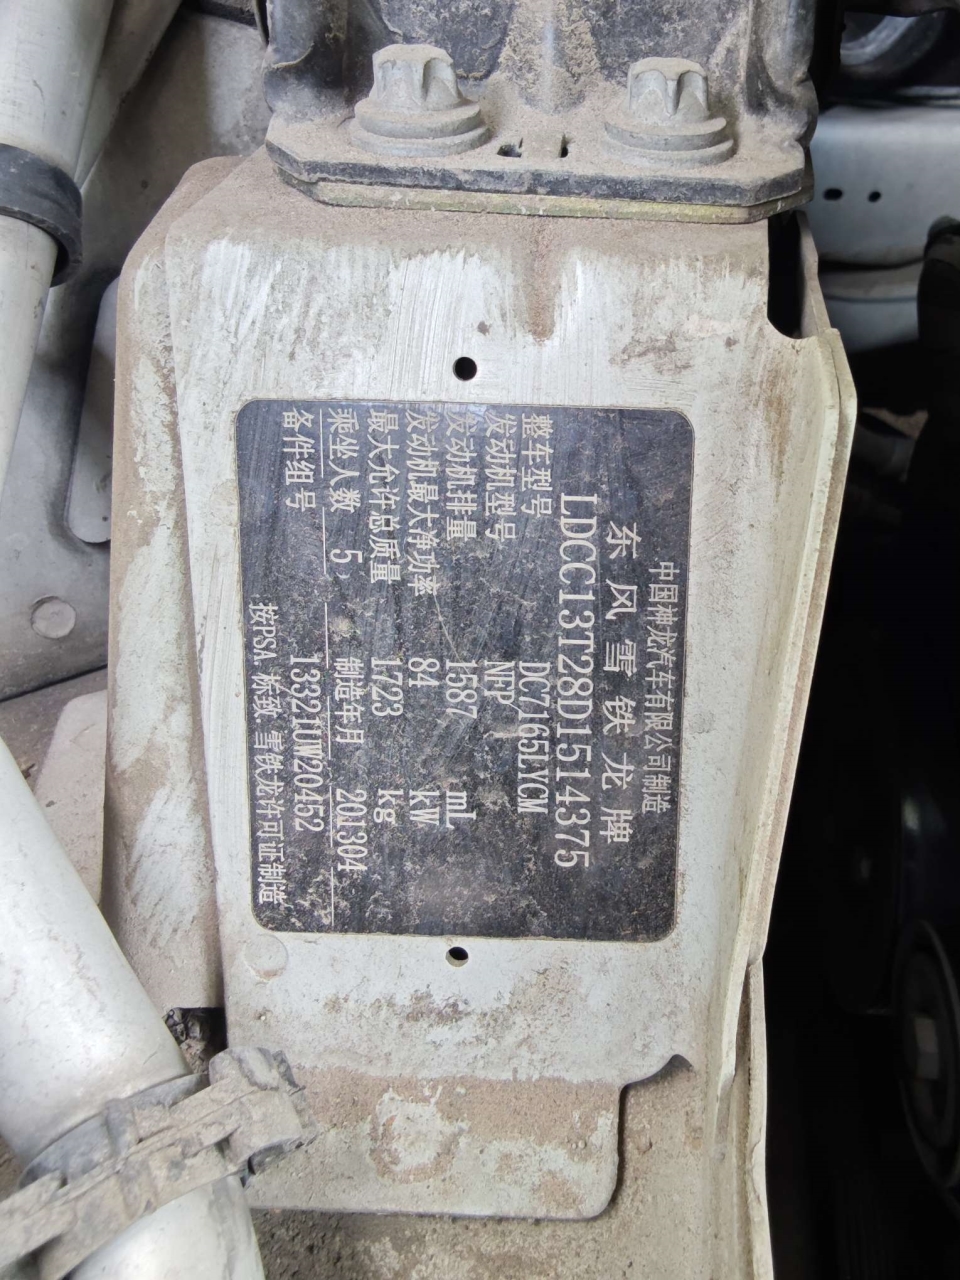 中国神龙汽车有限公司制造
东风雪铁龙牌
LDCC13T28D1514375
整车型号 DC7165LYCM
发动机型号 NFP
发动机排量 1587 mL
发动机最大净功率 84 kW
最大允许总质量 1723 kg
乘坐人数 5 制造年月 201304
备件组号 13321UW20452
按PSA 标致·雪铁龙许可证制造